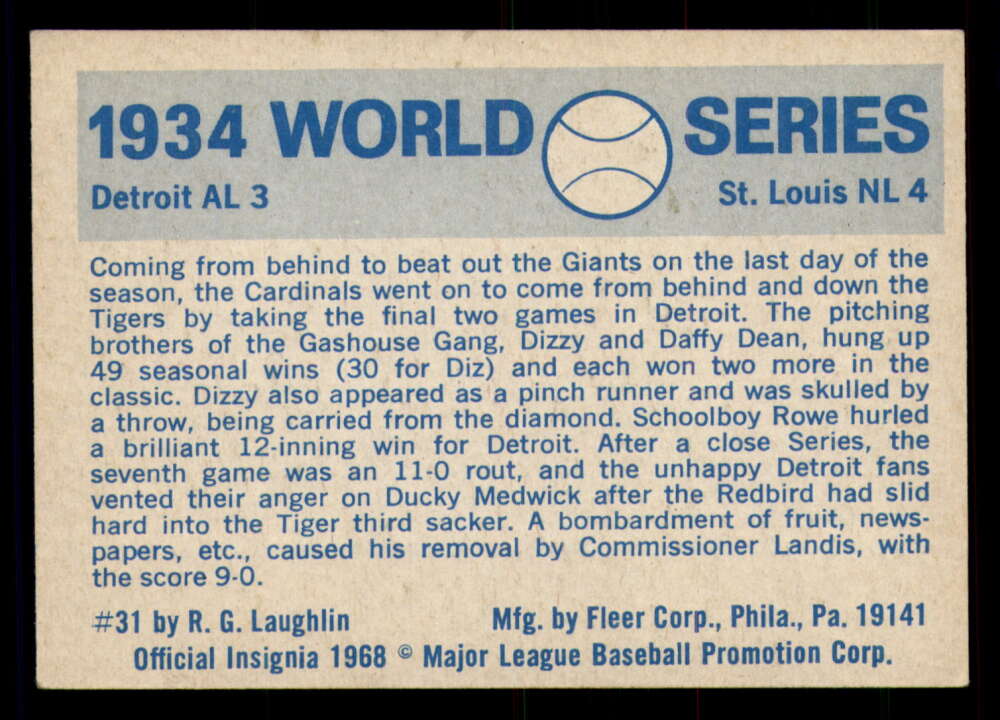 1934 WORLD SERIES
Detroit AL 3 St. Louis NL 4
Coming from behind to beat out the Giants on the last day of the
season, the Cardinals went on to come from behind and down the
Tigers by taking the final two games in Detroit. The pitching
brothers of the Gashouse Gang, Dizzy and Daffy Dean, hung up
49 seasonal wins (30 for Diz) and each won two more in the
classic. Dizzy also appeared as a pinch runner and was skulled by
a throw, being carried from the diamond. Schoolboy Rowe hurled
a brilliant 12-inning win for Detroit. After a close Series, the
seventh game was an 11-0 rout, and the unhappy Detroit fans
vented their anger on Ducky Medwick after the Redbird had slid
hard into the Tiger third sacker. A bombardment of fruit, news-
papers, etc., caused his removal by Commissioner Landis, with
the score 9-0.
#31 by R. G. Laughlin Mfg. by Fleer Corp., Phila., Pa. 19141
Official Insignia 1968 © Major League Baseball Promotion Corp.